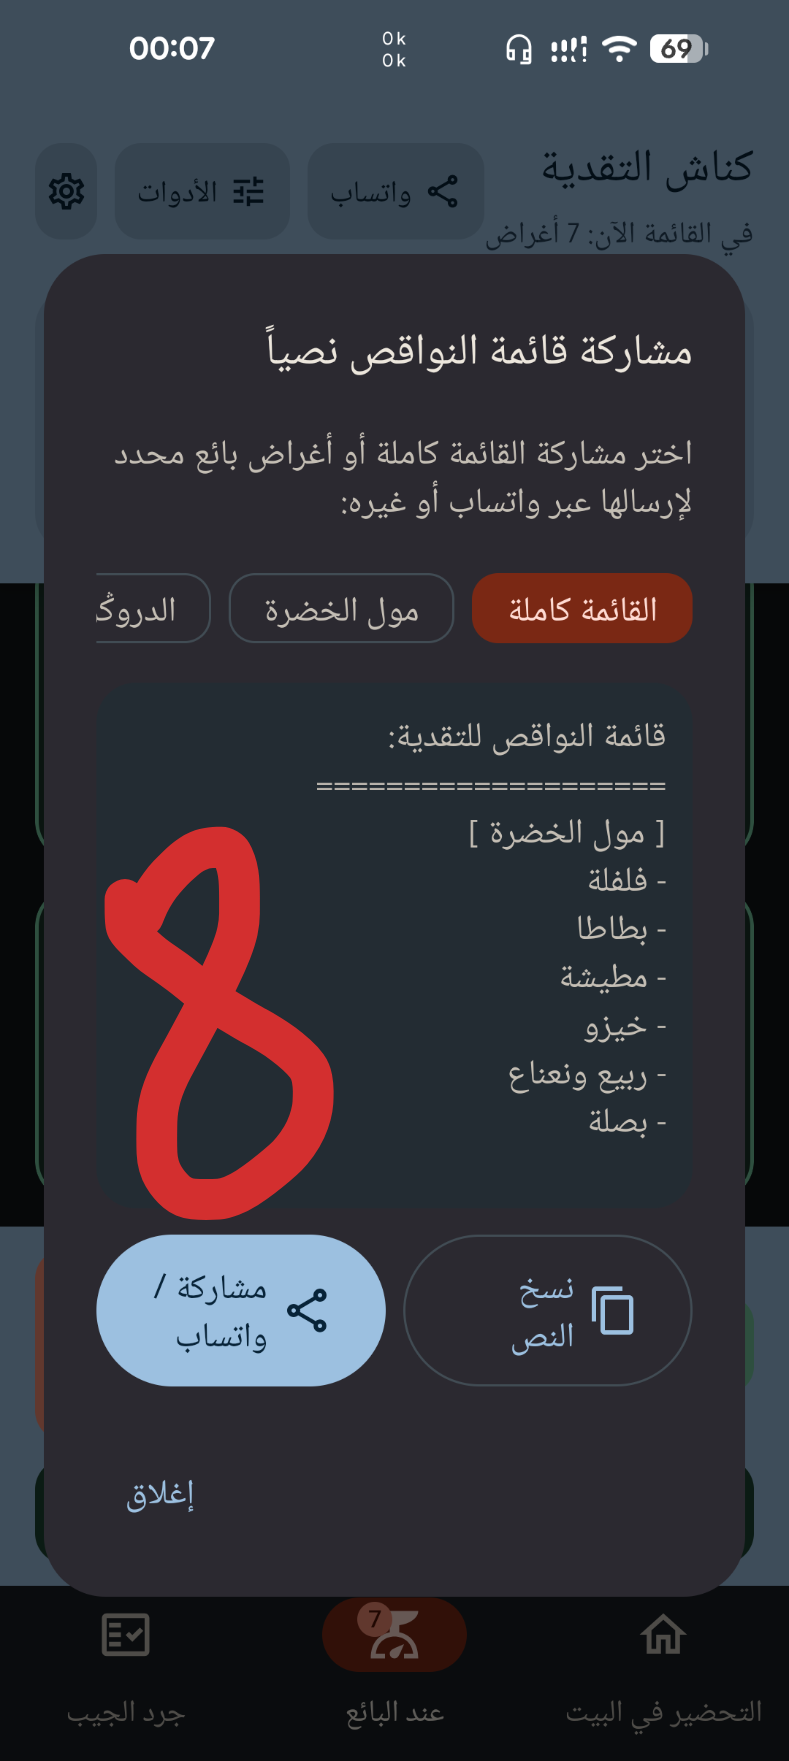 00:07
0k
0k
69
كناش التقدية
في القائمة الآن: 7 أغراض
واتساب
الأدوات
مشاركة قائمة النواقص نصياً
اختر مشاركة القائمة كاملة أو أغراض بائع محدد
لإرسالها عبر واتساب أو غيره:
القائمة كاملة
مول الخضرة
قائمة النواقص للتقدية:
====================
[ مول الخضرة ]
- فلفلة
- بطاطا
- مطيشة
- خيزو
- ربيع ونعناع
- بصلة
8
نسخ
النص
مشاركة /
واتساب
إغلاق
التحضير في البيت
7
عند البائع
جرد الجيب